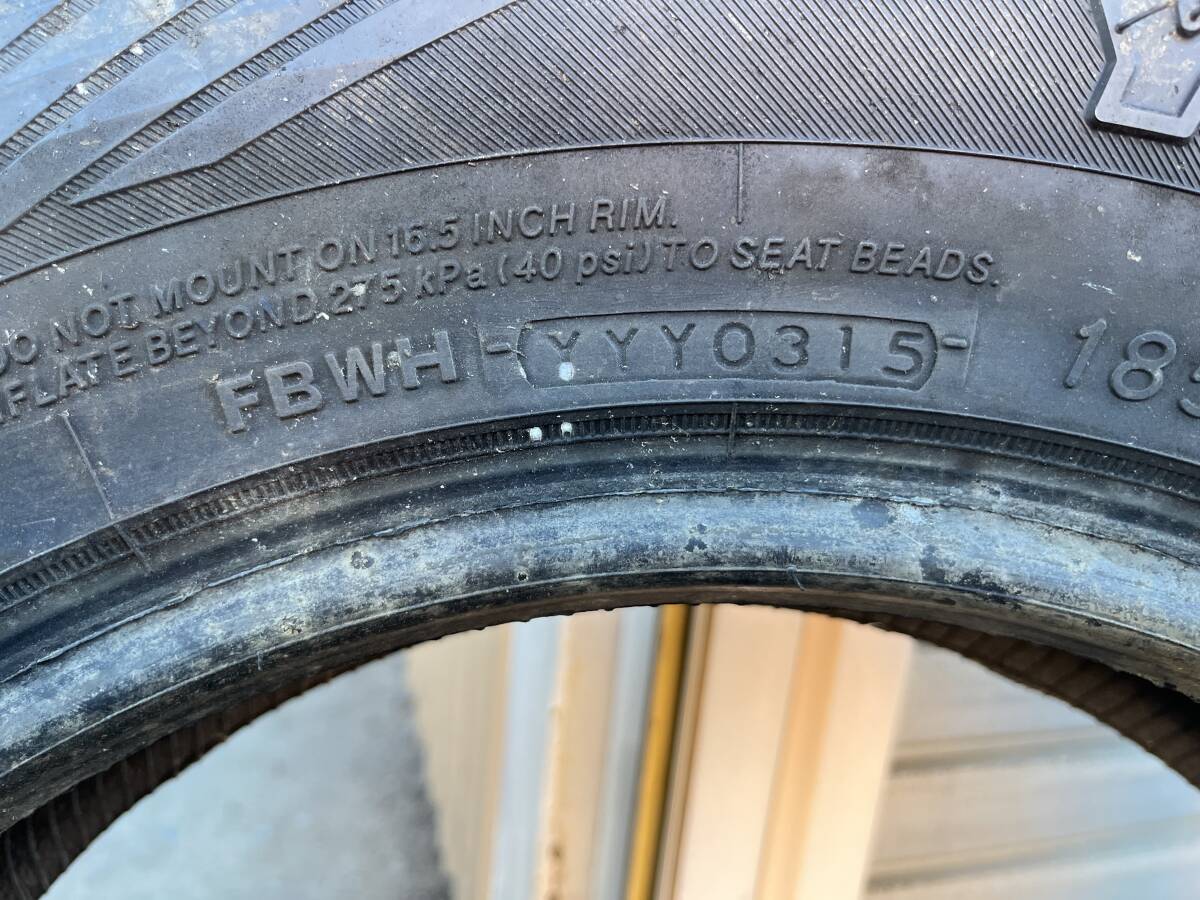 DO NOT MOUNT ON 16.5 INCH RIM.
INFLATE BEYOND 275 kPa (40 psi) TO SEAT BEADS.
FBWH -YYY0315- 185